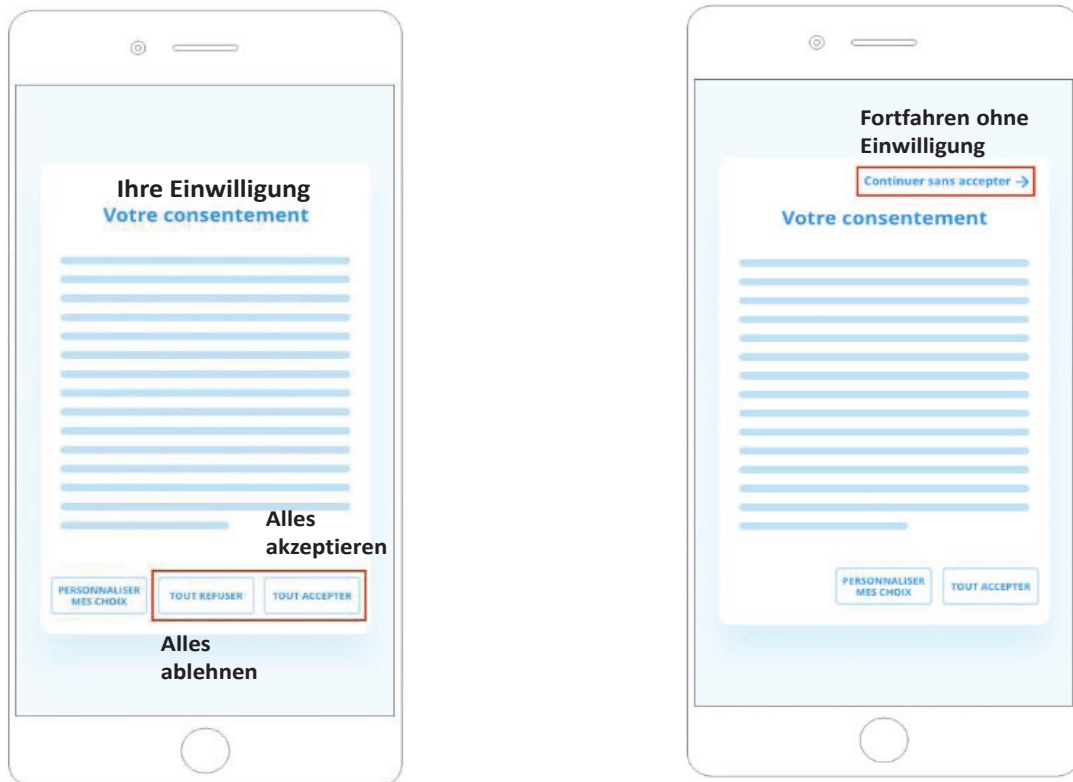 Ihre Einwilligung
Votre consentement
Alles
akzeptieren
PERSONNALISER
MES CHOIX
TOUT REFUSER
TOUT ACCEPTER
Alles
ablehnen
Fortfahren ohne
Einwilligung
Continuer sans accepter →
Votre consentement
PERSONNALISER
MES CHOIX
TOUT ACCEPTER